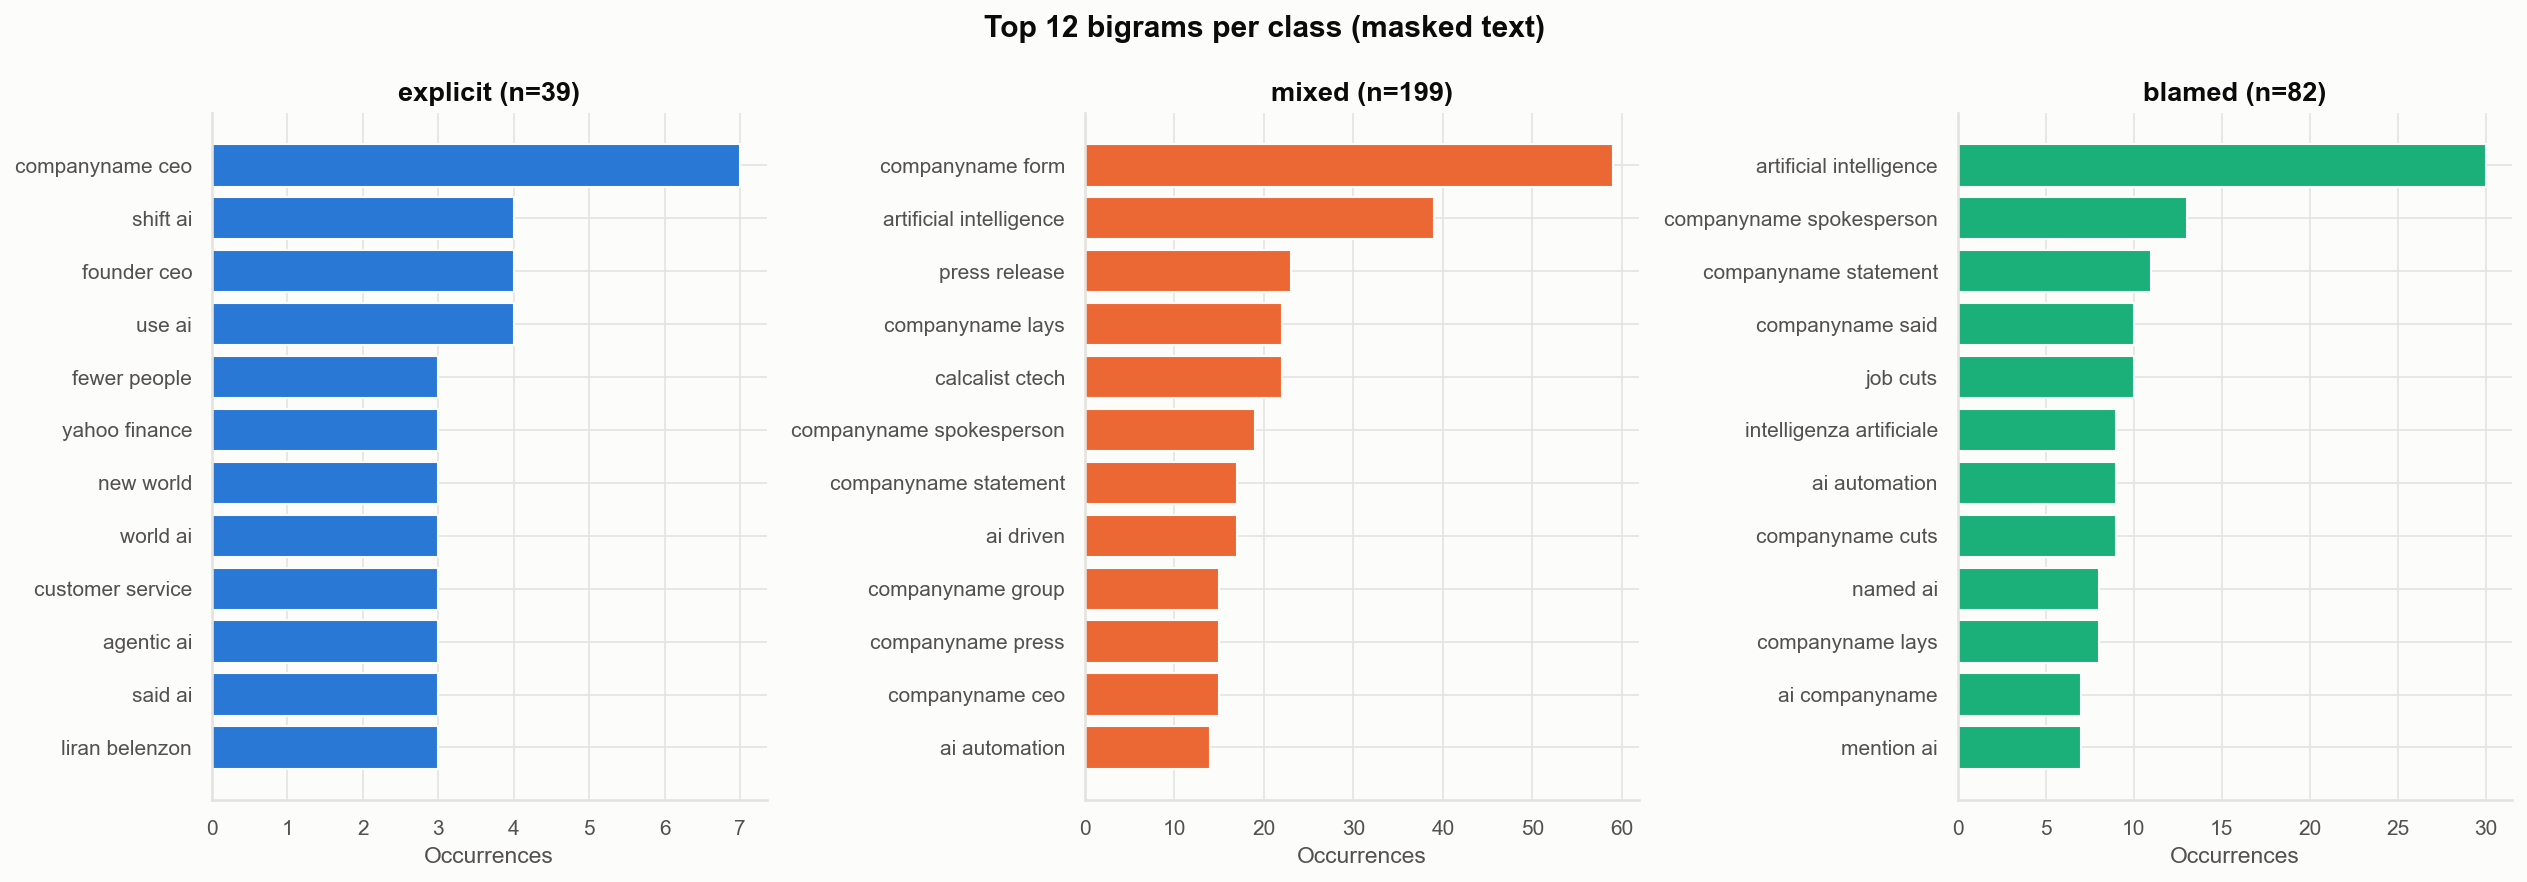 Top 12 bigrams per class (masked text)
explicit (n=39)
companyname ceo
shift ai
founder ceo
use ai
fewer people
yahoo finance
new world
world ai
customer service
agentic ai
said ai
liran belenzon
0 1 2 3 4 5 6 7
Occurrences
mixed (n=199)
companyname form
artificial intelligence
press release
companyname lays
calcalist ctech
companyname spokesperson
companyname statement
ai driven
companyname group
companyname press
companyname ceo
ai automation
0 10 20 30 40 50 60
Occurrences
blamed (n=82)
artificial intelligence
companyname spokesperson
companyname statement
companyname said
job cuts
intelligenza artificiale
ai automation
companyname cuts
named ai
companyname lays
ai companyname
mention ai
0 5 10 15 20 25 30
Occurrences